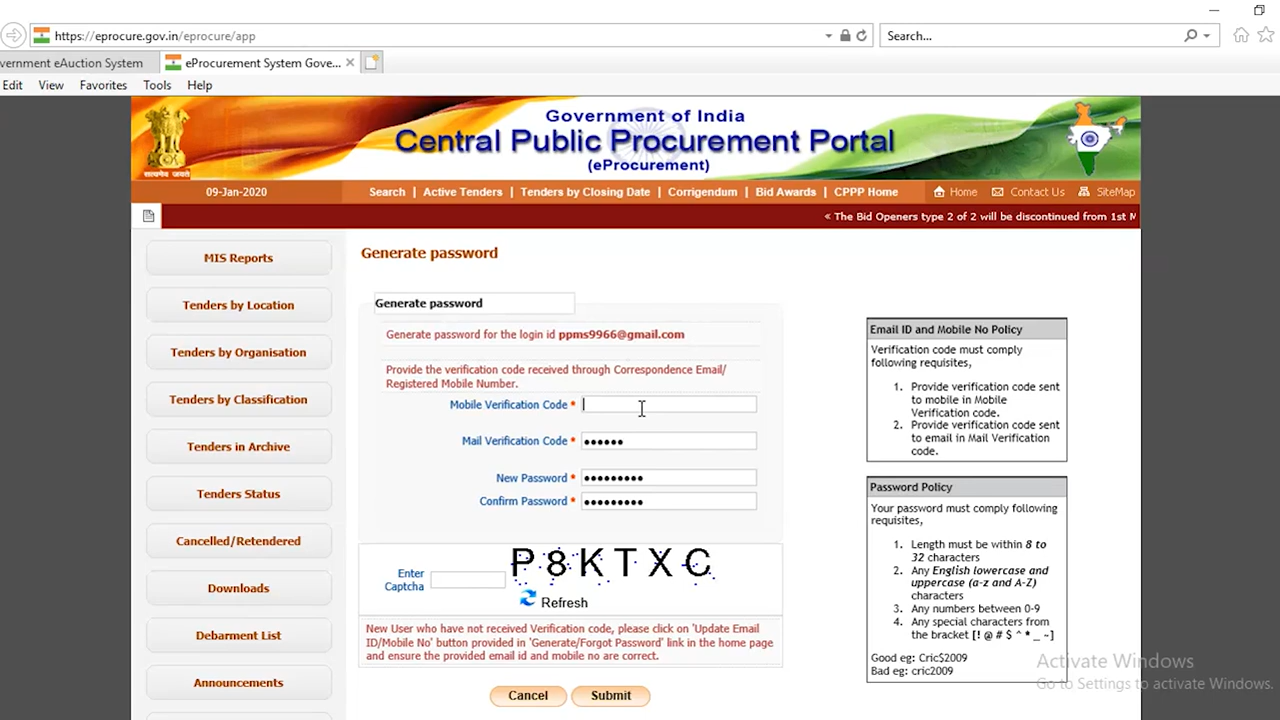 https://eprocure.gov.in/eprocure/app
Search...
vernment eAuction System
eProcurement System Gove...
Edit View Favorites Tools Help
Government of India
Central Public Procurement Portal
(eProcurement)
सत्यमेव जयते
09-Jan-2020
Search | Active Tenders | Tenders by Closing Date | Corrigendum | Bid Awards | CPPP Home
Home Contact Us SiteMap
« The Bid Openers type 2 of 2 will be discontinued from 1st M
MIS Reports
Tenders by Location
Tenders by Organisation
Tenders by Classification
Tenders in Archive
Tenders Status
Cancelled/Retendered
Downloads
Debarment List
Announcements
Generate password
Generate password
Generate password for the login id ppms9966@gmail.com
Provide the verification code received through Correspondence Email/
Registered Mobile Number.
Mobile Verification Code *
Mail Verification Code * ••••••
New Password * •••••••••
Confirm Password * •••••••••
Enter
Captcha
P8KTXC
Refresh
New User who have not received Verification code, please click on 'Update Email
ID/Mobile No' button provided in 'Generate/Forgot Password' link in the home page
and ensure the provided email id and mobile no are correct.
Cancel Submit
Email ID and Mobile No Policy
Verification code must comply
following requisites,
1. Provide verification code sent
to mobile in Mobile
Verification code.
2. Provide verification code sent
to email in Mail Verification
code.
Password Policy
Your password must comply following
requisites,
1. Length must be within 8 to
32 characters
2. Any English lowercase and
uppercase (a-z and A-Z)
characters
3. Any numbers between 0-9
4. Any special characters from
the bracket [! @ # $ ^ * _ ~]
Good eg: Cric$2009
Bad eg: cric2009
Activate Windows
Go to Settings to activate Windows.